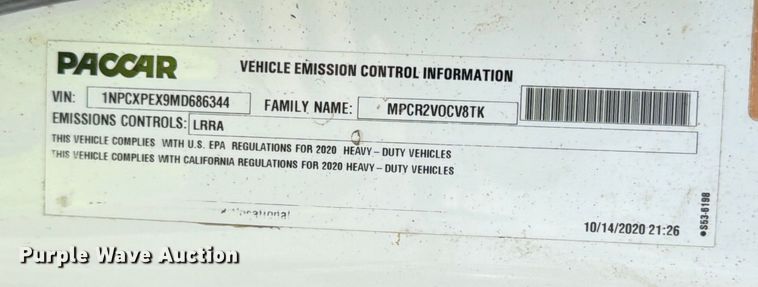 PACCAR VEHICLE EMISSION CONTROL INFORMATION
VIN: 1NPCXPEX9MD686344 FAMILY NAME: MPCR2VOCV8TK
EMISSIONS CONTROLS: LRRA
THIS VEHICLE COMPLIES WITH U.S. EPA REGULATIONS FOR 2020 HEAVY-DUTY VEHICLES
THIS VEHICLE COMPLIES WITH CALIFORNIA REGULATIONS FOR 2020 HEAVY-DUTY VEHICLES
10/14/2020 21:26
S53-6198
Purple Wave Auction